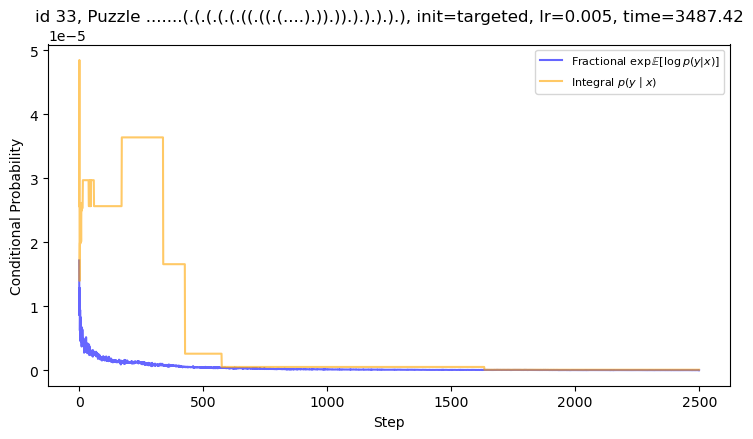 id 33, Puzzle .......(.(.(.(.(.((.((.(....).)).)).).).).).), init=targeted, lr=0.005, time=3487.42
1e−5
Fractional exp𝔼[log p(y|x)]
Integral p(y | x)
5
4
3
2
1
0
Conditional Probability
0 500 1000 1500 2000 2500
Step